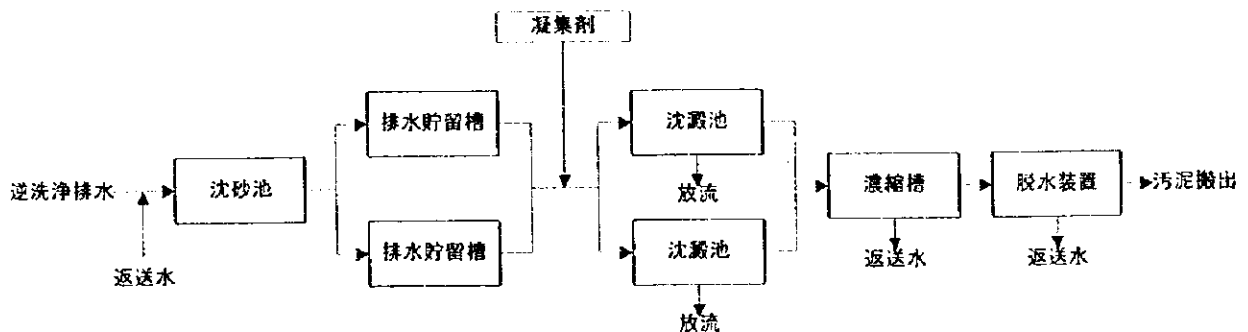 凝集剤
排水貯留槽
沈澱池
放流
逆洗浄排水
沈砂池
濃縮槽
脱水装置
汚泥搬出
排水貯留槽
沈澱池
返送水
返送水
返送水
放流